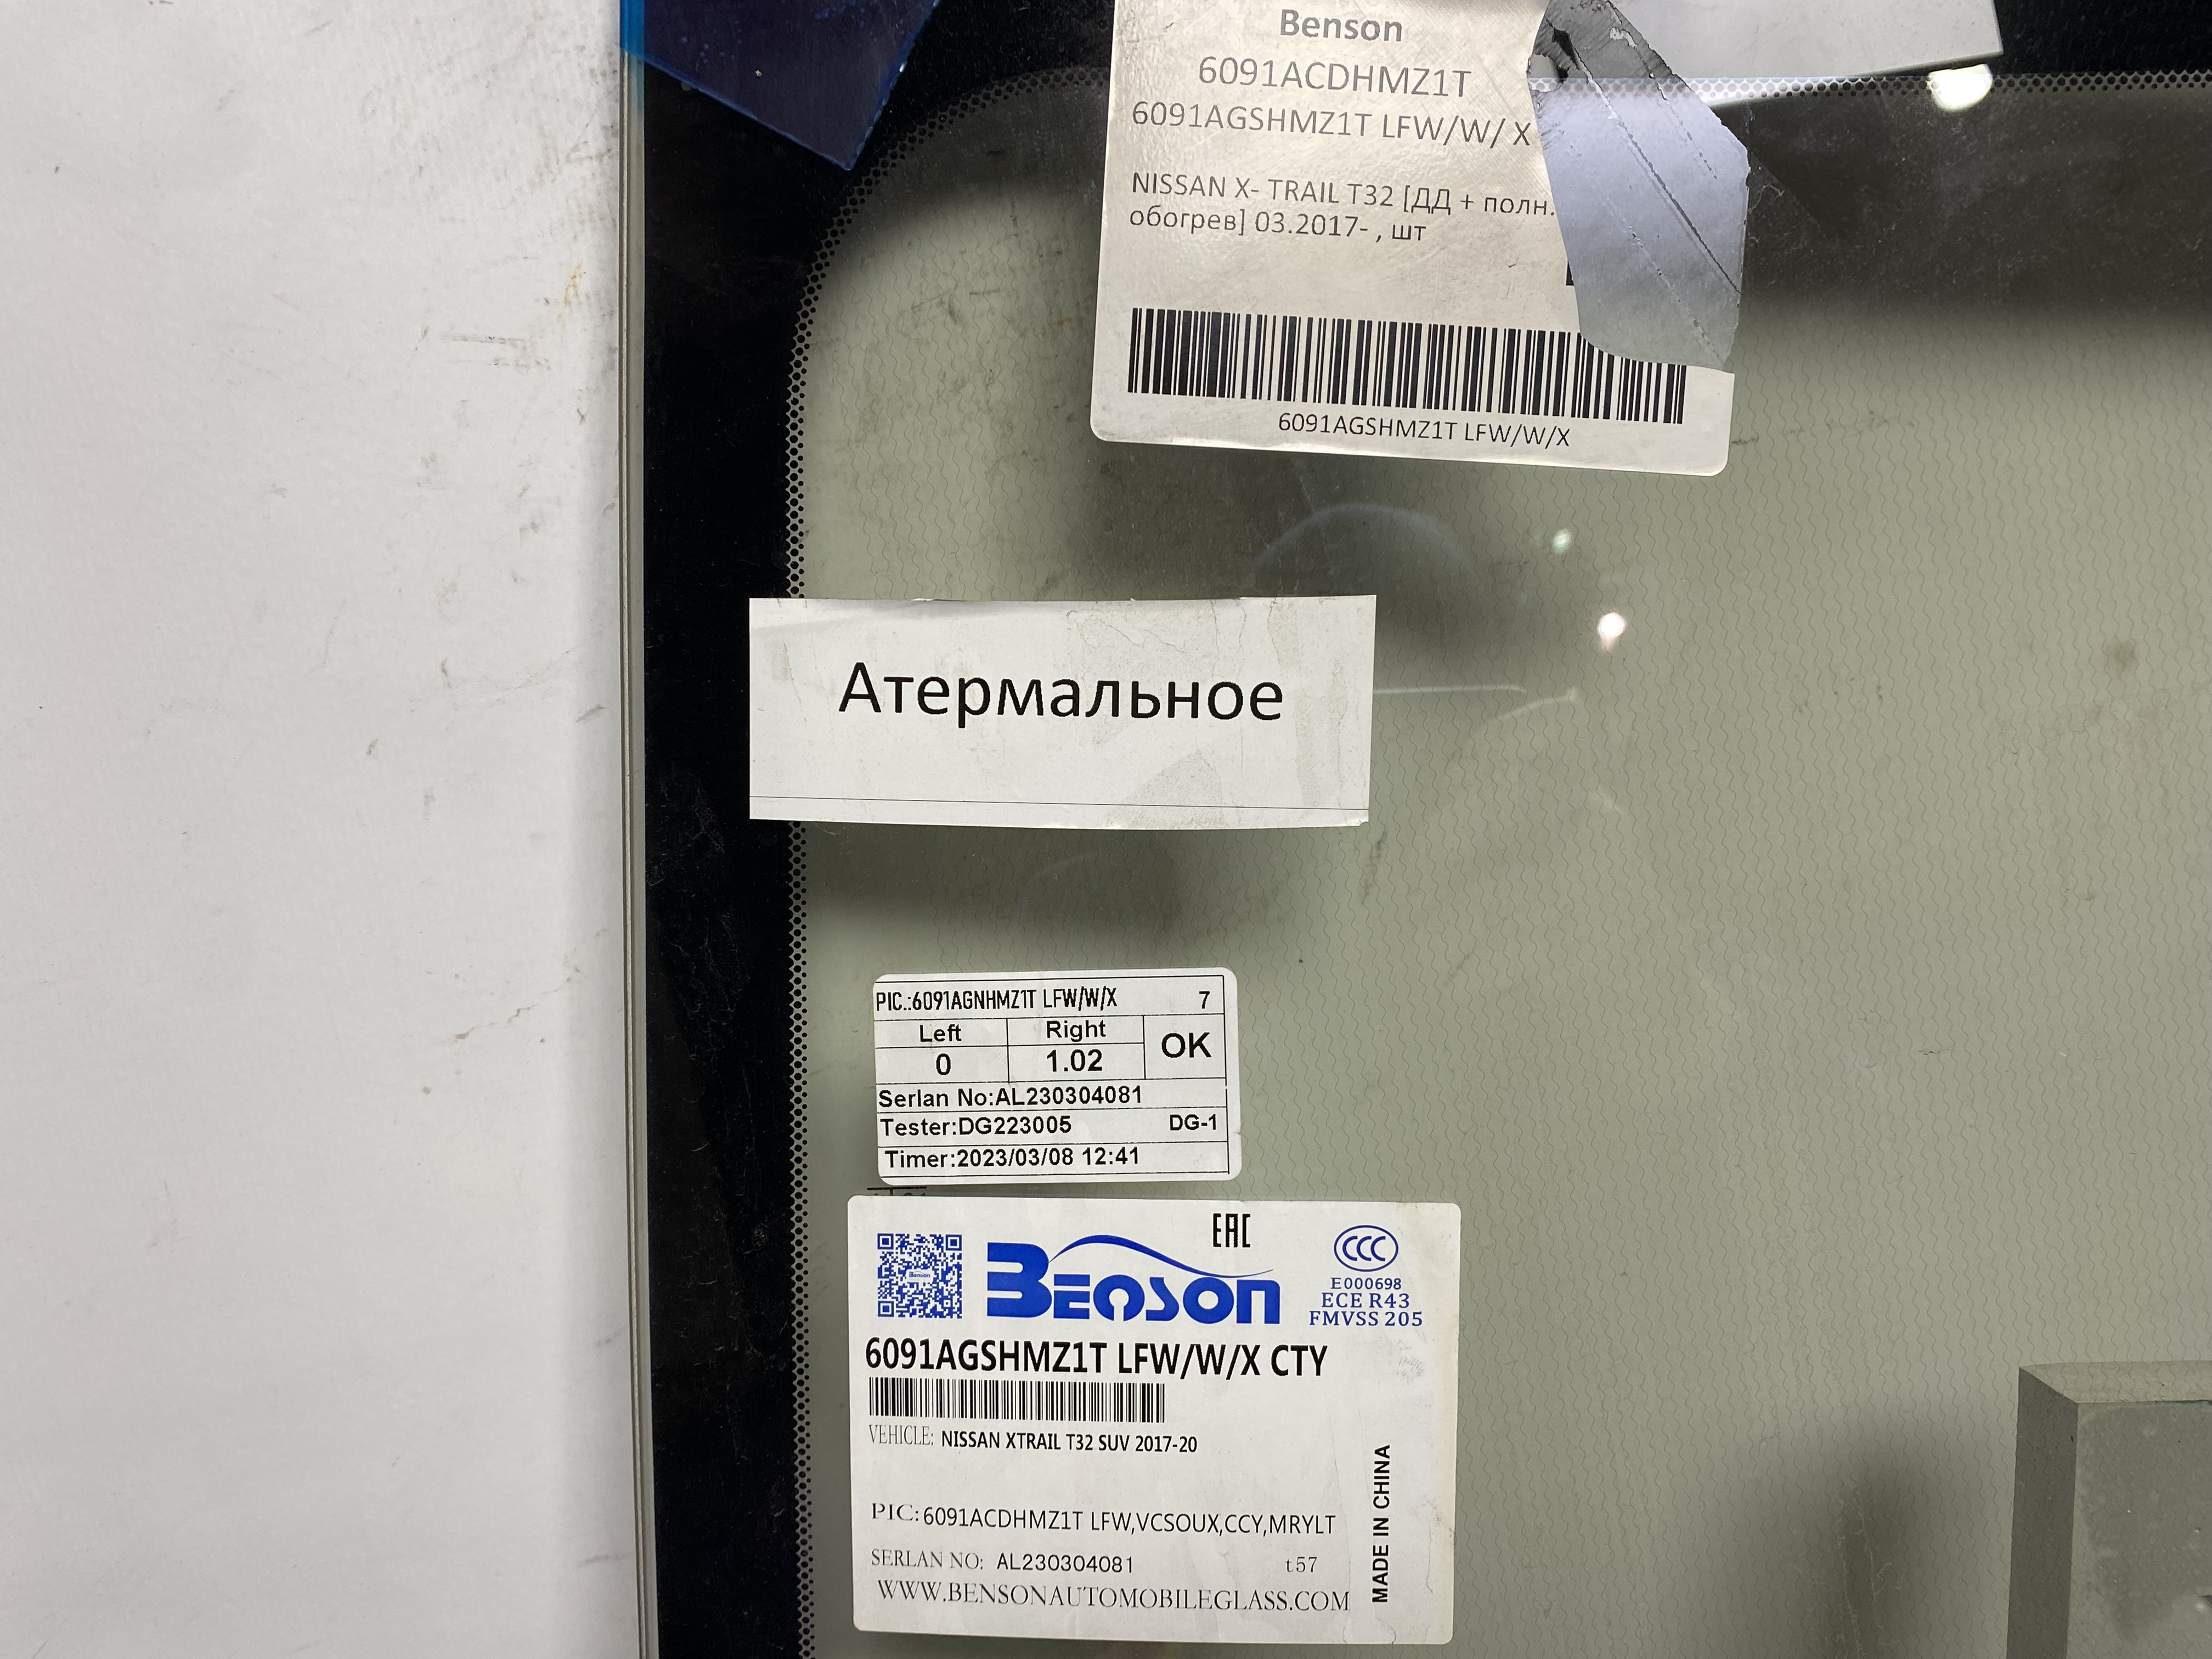 Benson
6091ACDHMZ1T
6091AGSHMZ1T LFW/W/ X
NISSAN X- TRAIL T32 [ДД + полн.
обогрев] 03.2017- , шт
6091AGSHMZ1T LFW/W/X
Атермальное
PIC.:6091AGNHMZ1T LFW/W/X 7
Left Right OK
0 1.02
Serlan No:AL230304081
Tester:DG223005 DG-1
Timer:2023/03/08 12:41
EAC
Benson
CCC
E000698
ECE R43
FMVSS 205
6091AGSHMZ1T LFW/W/X CTY
VEHICLE: NISSAN XTRAIL T32 SUV 2017-20
PIC:6091ACDHMZ1T LFW,VCSOUX,CCY,MRYLT
SERLAN NO: AL230304081 t57
WWW.BENSONAUTOMOBILEGLASS.COM
MADE IN CHINA